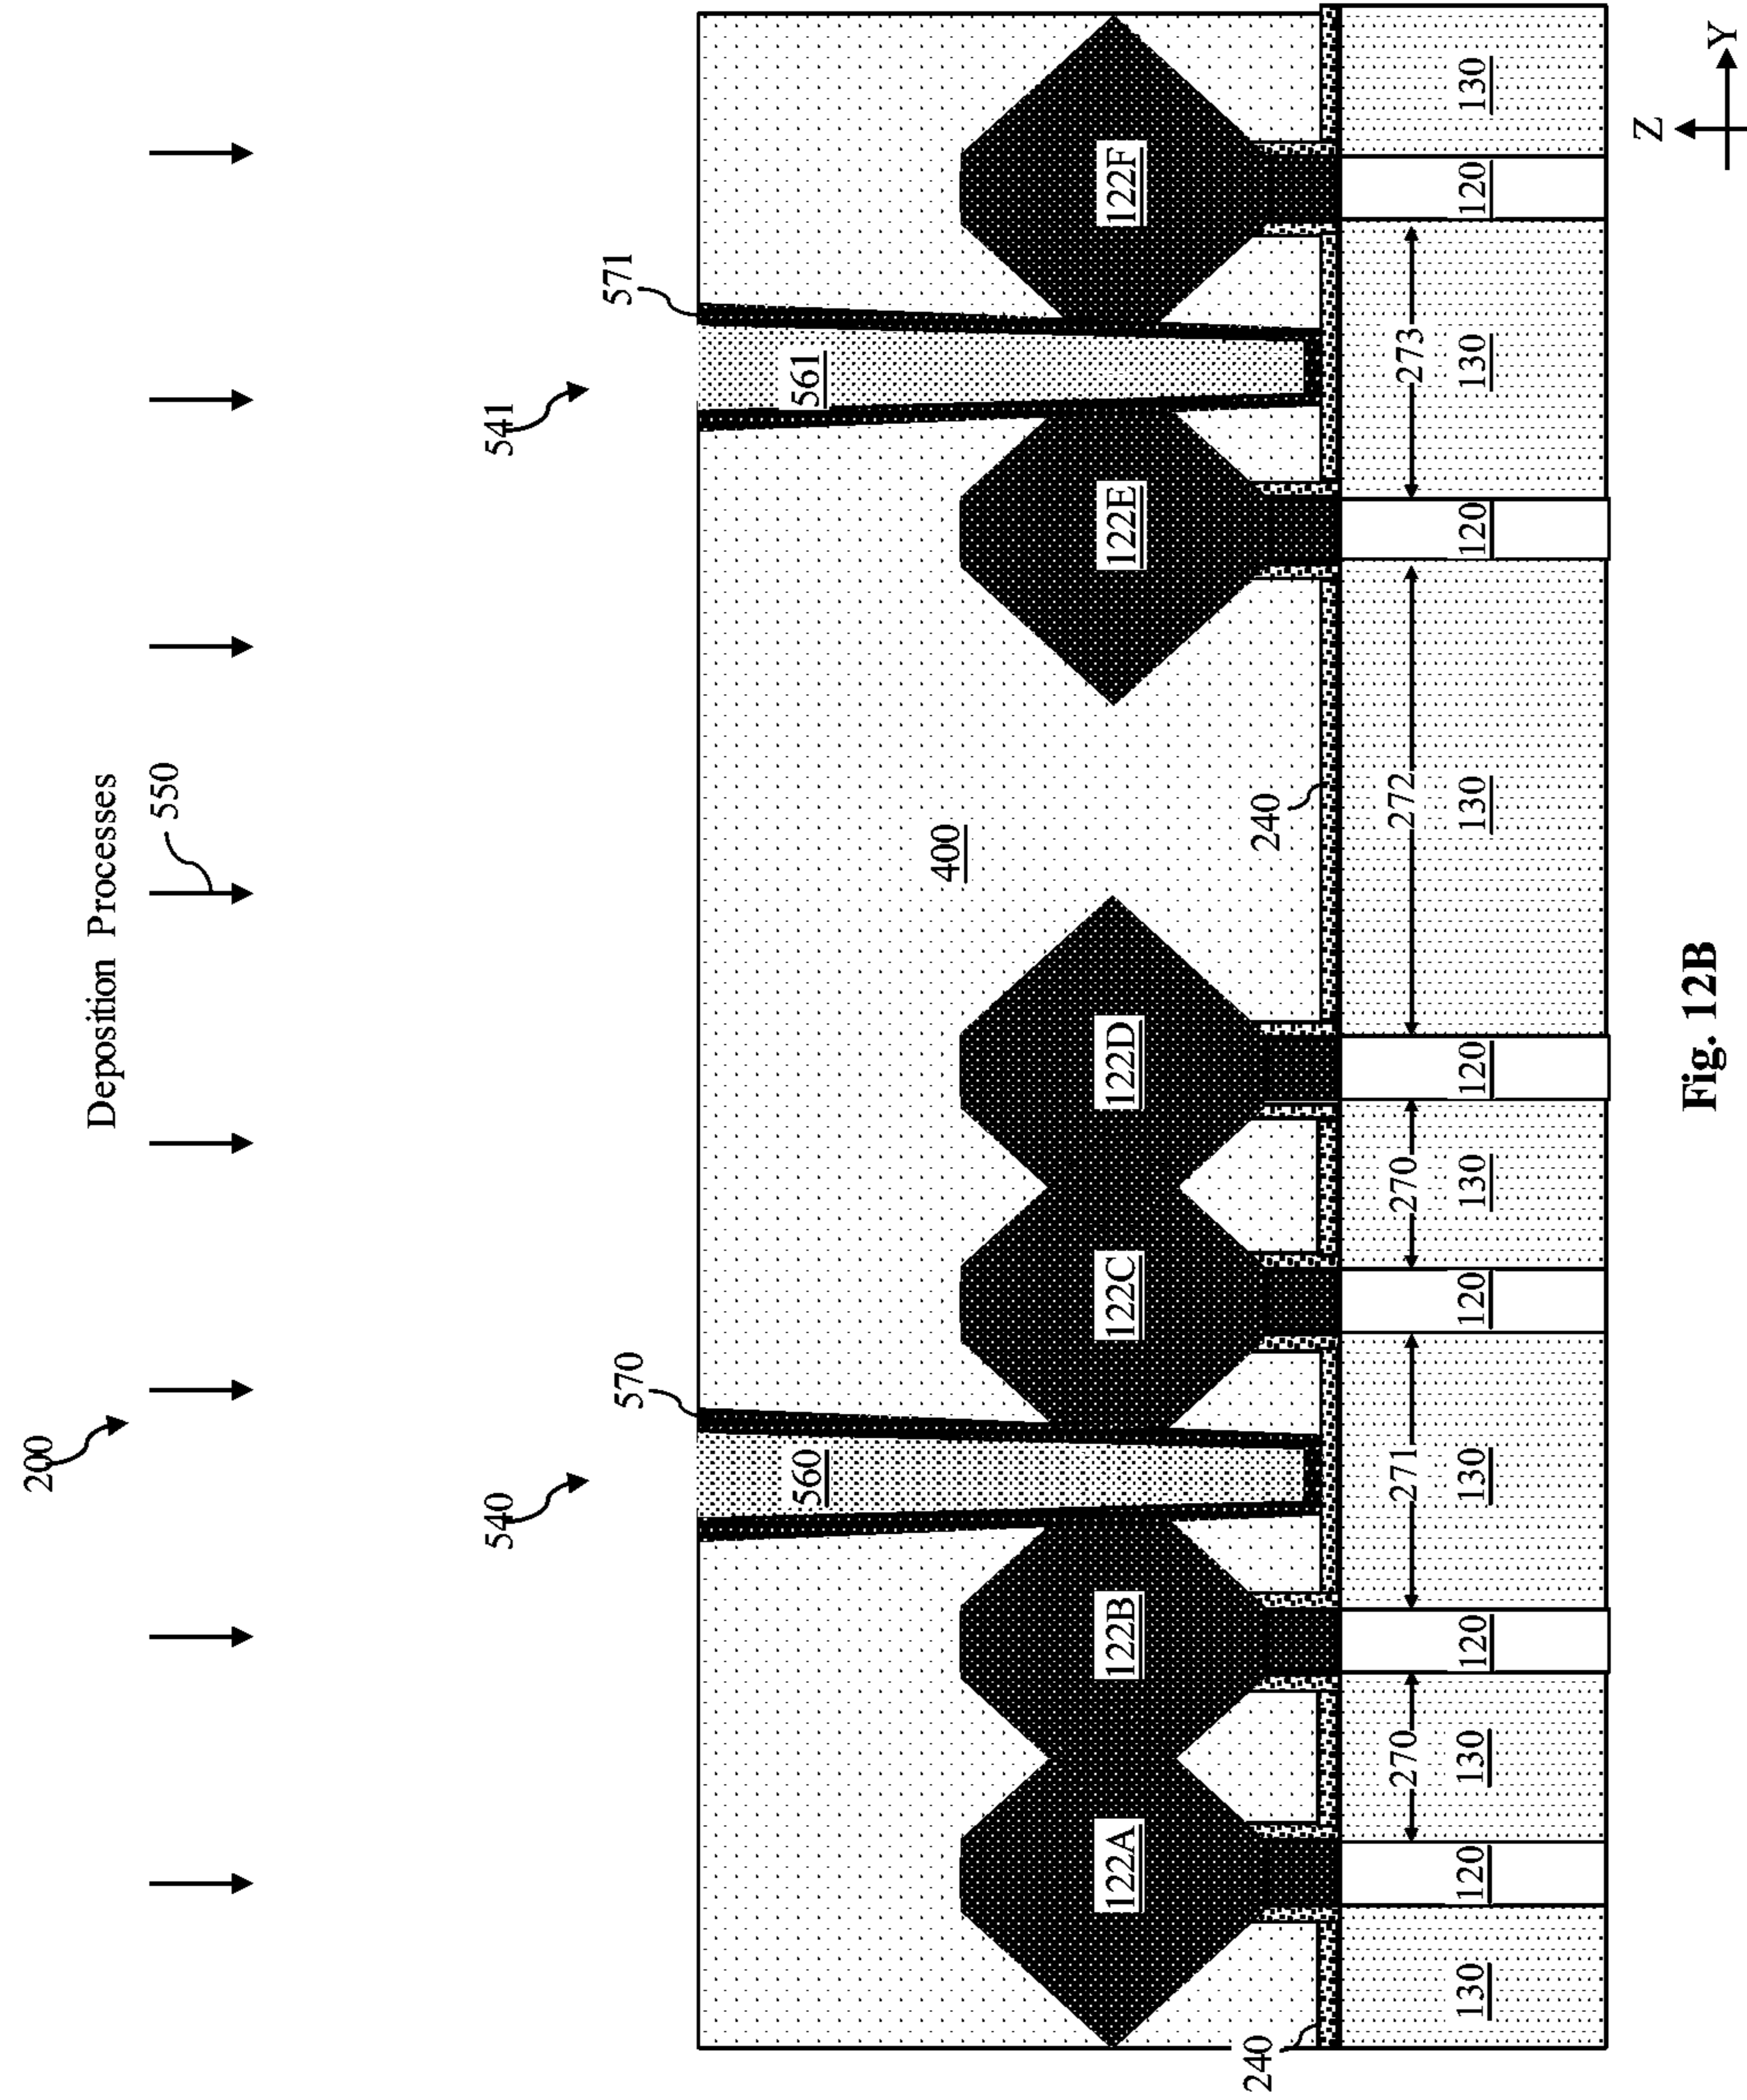 200
Deposition Processes
550
540 541
570 571
560 561
400
122A 122B 122C 122D 122E 122F
240 240
270 271 270 272 273
130 120 130 120 130 120 130 120 130 120 130 120 130
Z
Y
Fig. 12B